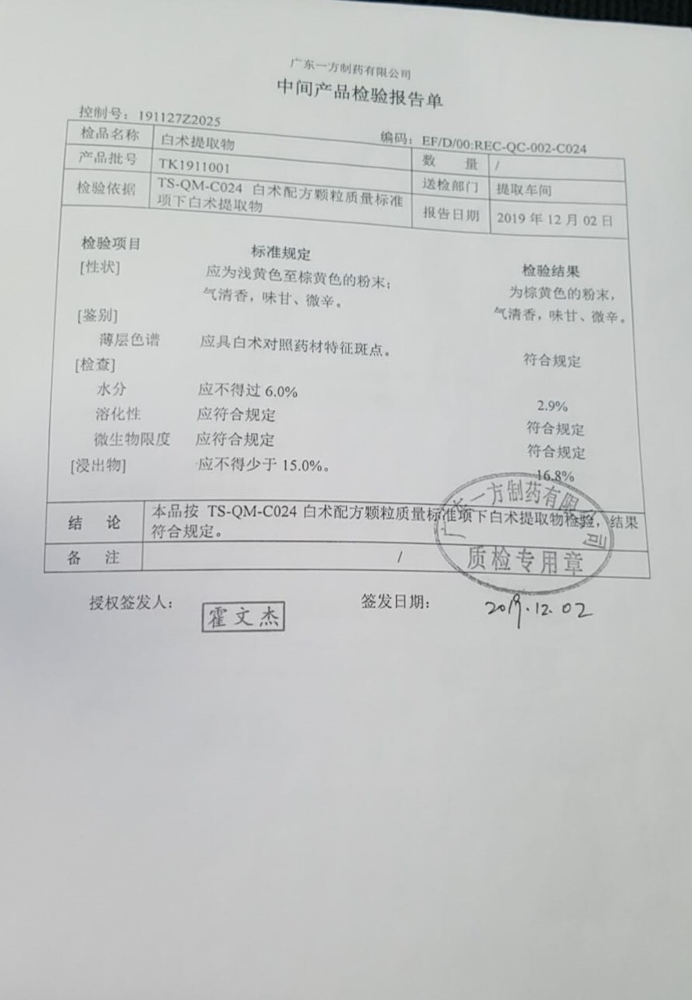 广东一方制药有限公司
中间产品检验报告单
控制号：191127Z2025
编码：EF/D/00:REC-QC-002-C024
检品名称 白术提取物 数 量 /
产品批号 TK1911001 送检部门 提取车间
检验依据 TS-QM-C024 白术配方颗粒质量标准
项下白术提取物 报告日期 2019 年 12 月 02 日
检验项目 标准规定 检验结果
[性状] 应为浅黄色至棕黄色的粉末； 为棕黄色的粉末，
气清香，味甘、微辛。 气清香，味甘、微辛。
[鉴别]
薄层色谱 应具白术对照药材特征斑点。 符合规定
[检查]
水分 应不得过 6.0% 2.9%
溶化性 应符合规定 符合规定
微生物限度 应符合规定 符合规定
[浸出物] 应不得少于 15.0%。 16.8%
结 论 本品按 TS-QM-C024 白术配方颗粒质量标准项下白术提取物检验，结果
符合规定。
备 注 /
广东一方制药有限公司
质检专用章
授权签发人： 霍文杰 签发日期： 2019.12.02